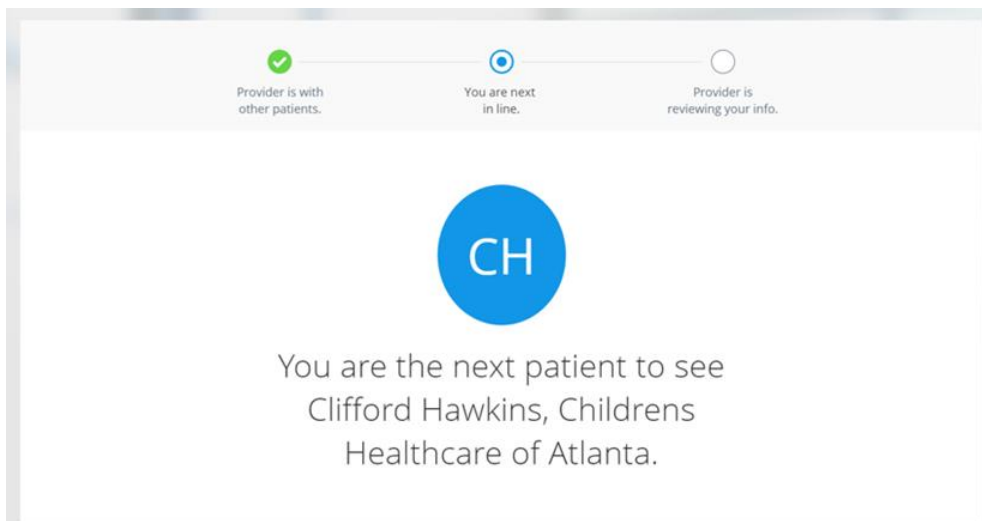 Provider is with
other patients.
You are next
in line.
Provider is
reviewing your info.
CH
You are the next patient to see
Clifford Hawkins, Childrens
Healthcare of Atlanta.